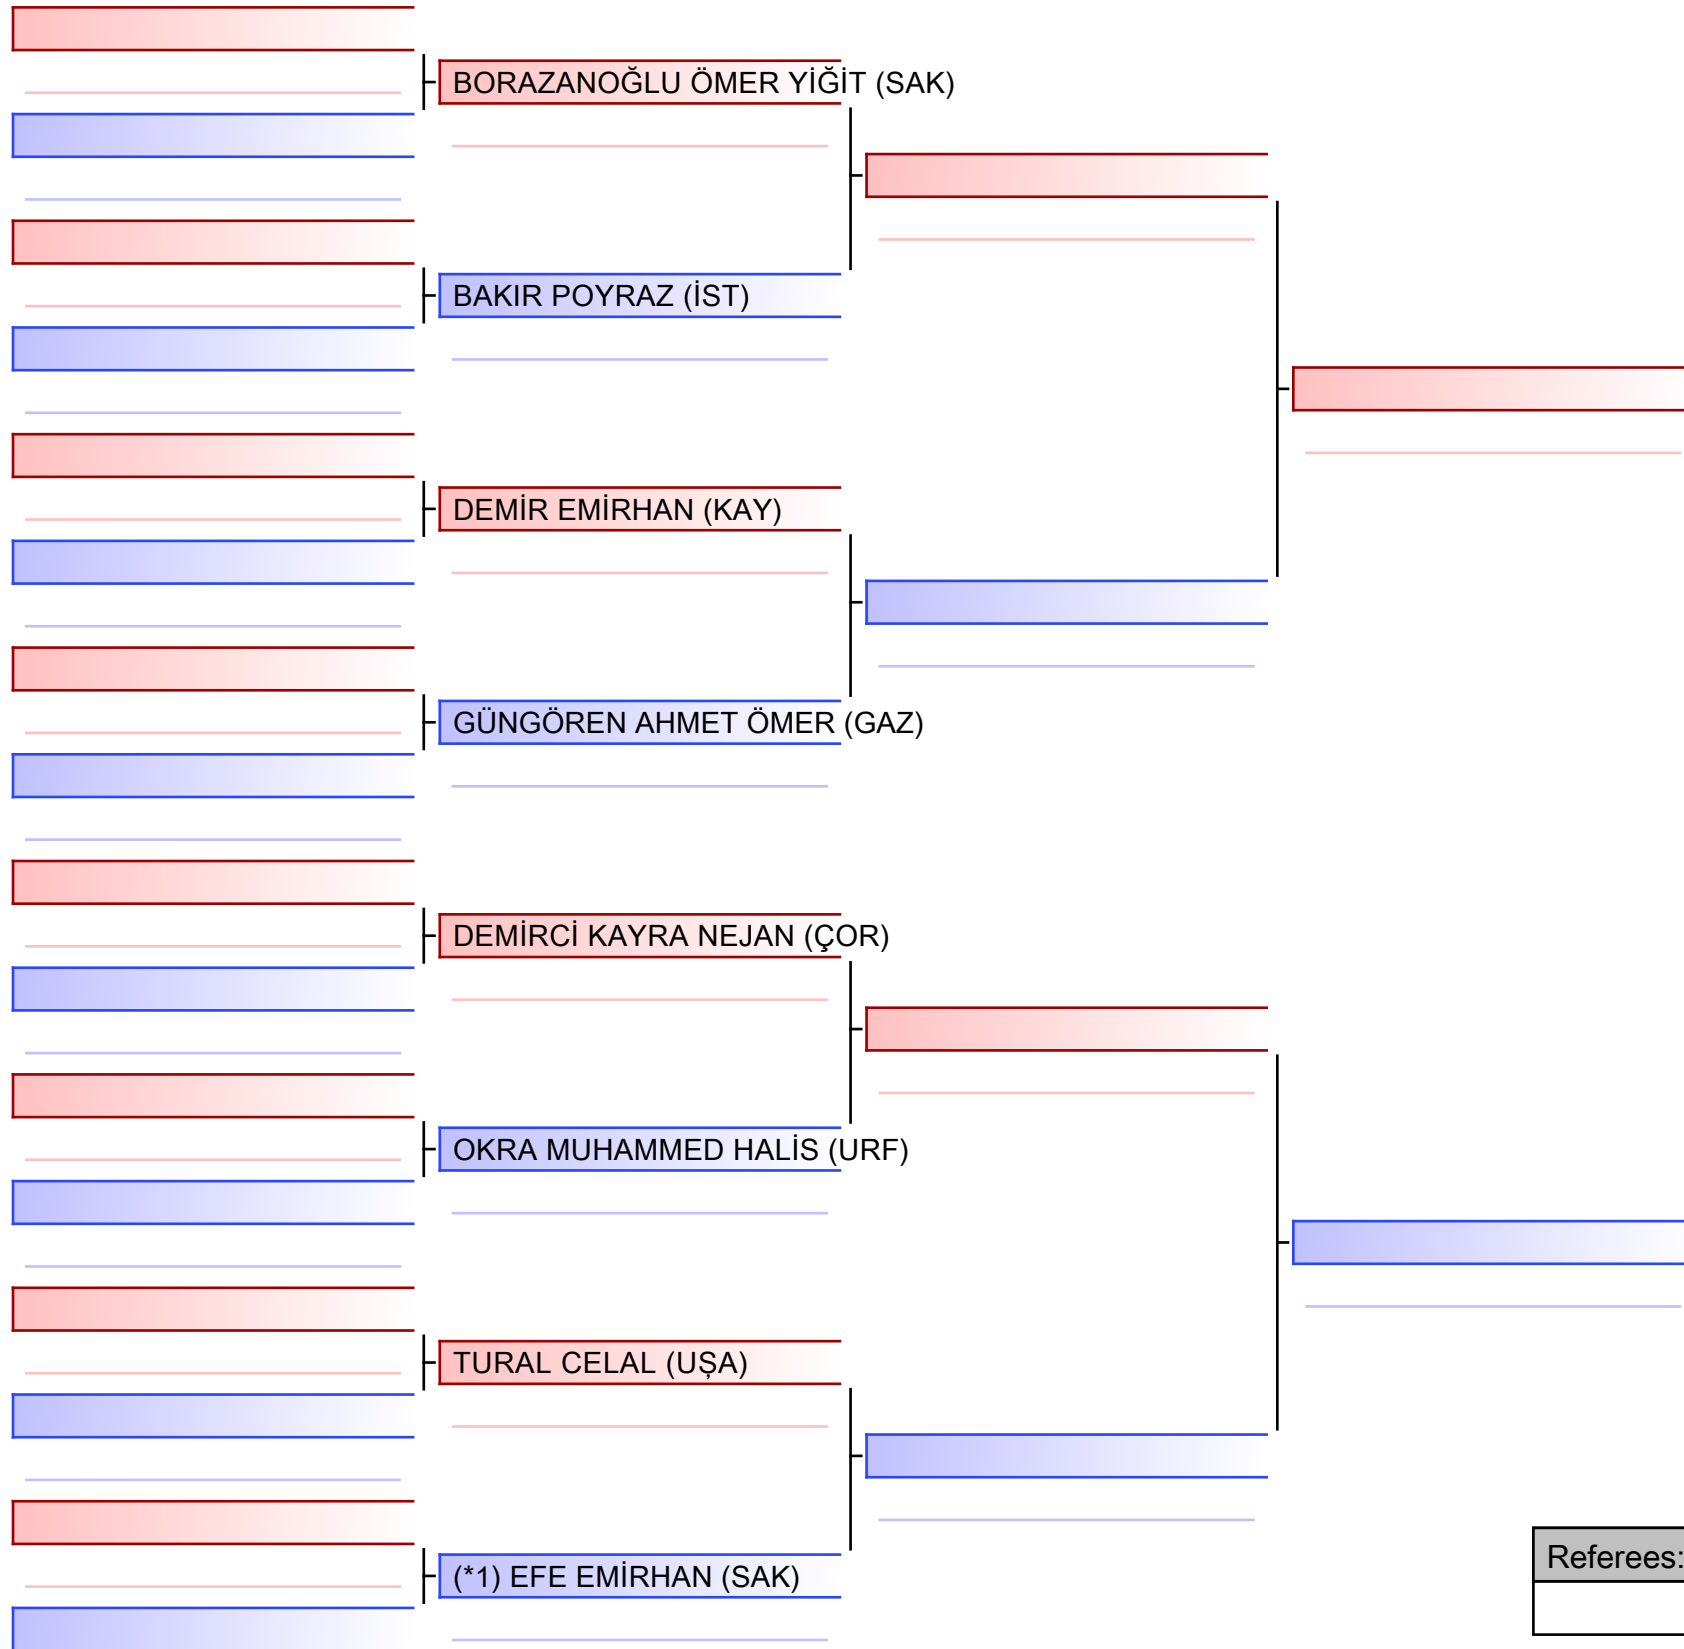 BORAZANOĞLU ÖMER YİĞİT (SAK)
BAKIR POYRAZ (İST)
DEMİR EMİRHAN (KAY)
GÜNGÖREN AHMET ÖMER (GAZ)
DEMİRCİ KAYRA NEJAN (ÇOR)
OKRA MUHAMMED HALİS (URF)
TURAL CELAL (UŞA)
(*1) EFE EMİRHAN (SAK)
Referees: